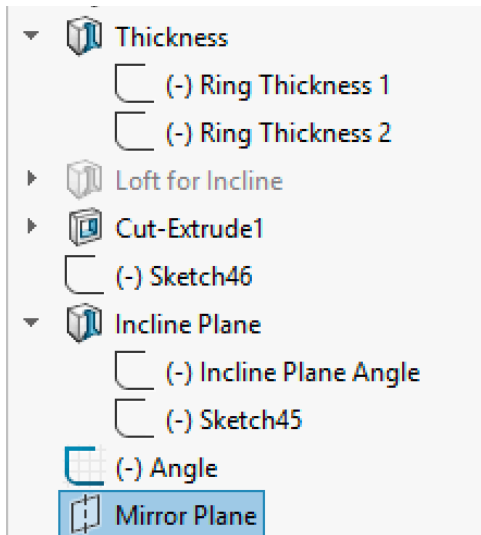 Thickness
(-) Ring Thickness 1
(-) Ring Thickness 2
Loft for Incline
Cut-Extrude1
(-) Sketch46
Incline Plane
(-) Incline Plane Angle
(-) Sketch45
(-) Angle
Mirror Plane